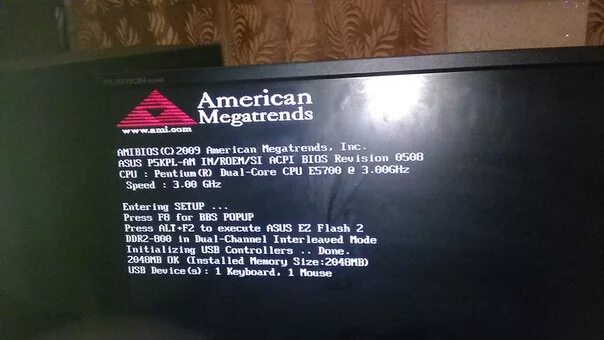 FLATRON
American
Megatrends
www.ami.com
AMIBIOS(C)2009 American Megatrends, Inc.
ASUS P5KPL-AM IN/ROEM/SI ACPI BIOS Revision 0508
CPU : Pentium(R) Dual-Core CPU E5700 @ 3.00GHz
Speed : 3.00 GHz
Entering SETUP ...
Press F8 for BBS POPUP
Press ALT+F2 to execute ASUS EZ Flash 2
DDR2-800 in Dual-Channel Interleaved Mode
Initializing USB Controllers .. Done.
2048MB OK (Installed Memory Size:2048MB)
USB Device(s): 1 Keyboard, 1 Mouse